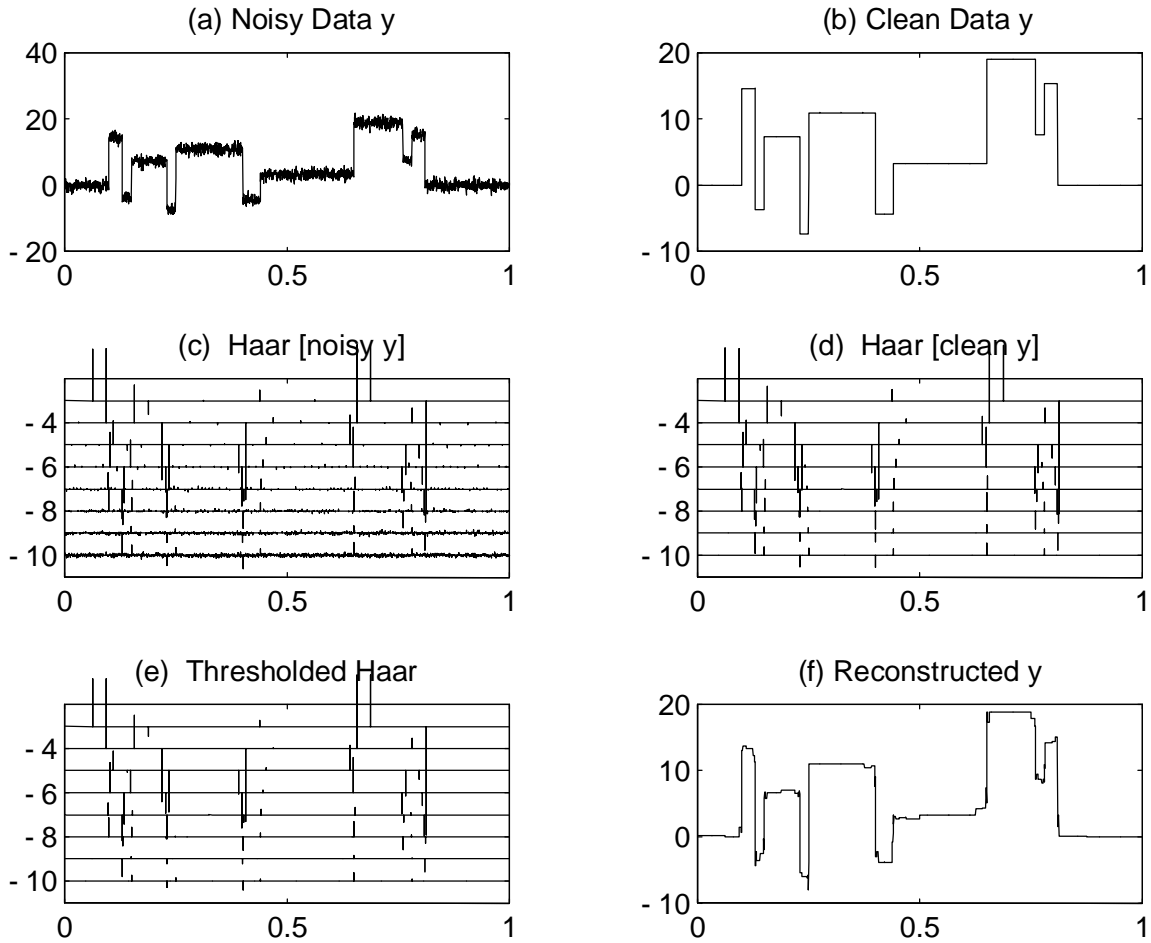 (a) Noisy Data y
(b) Clean Data y
40
20
0
- 20
0 0.5 1
20
10
0
- 10
0 0.5 1
(c) Haar [noisy y]
(d) Haar [clean y]
- 4
- 6
- 8
- 10
0 0.5 1
- 4
- 6
- 8
- 10
0 0.5 1
(e) Thresholded Haar
(f) Reconstructed y
- 4
- 6
- 8
- 10
0 0.5 1
20
10
0
- 10
0 0.5 1